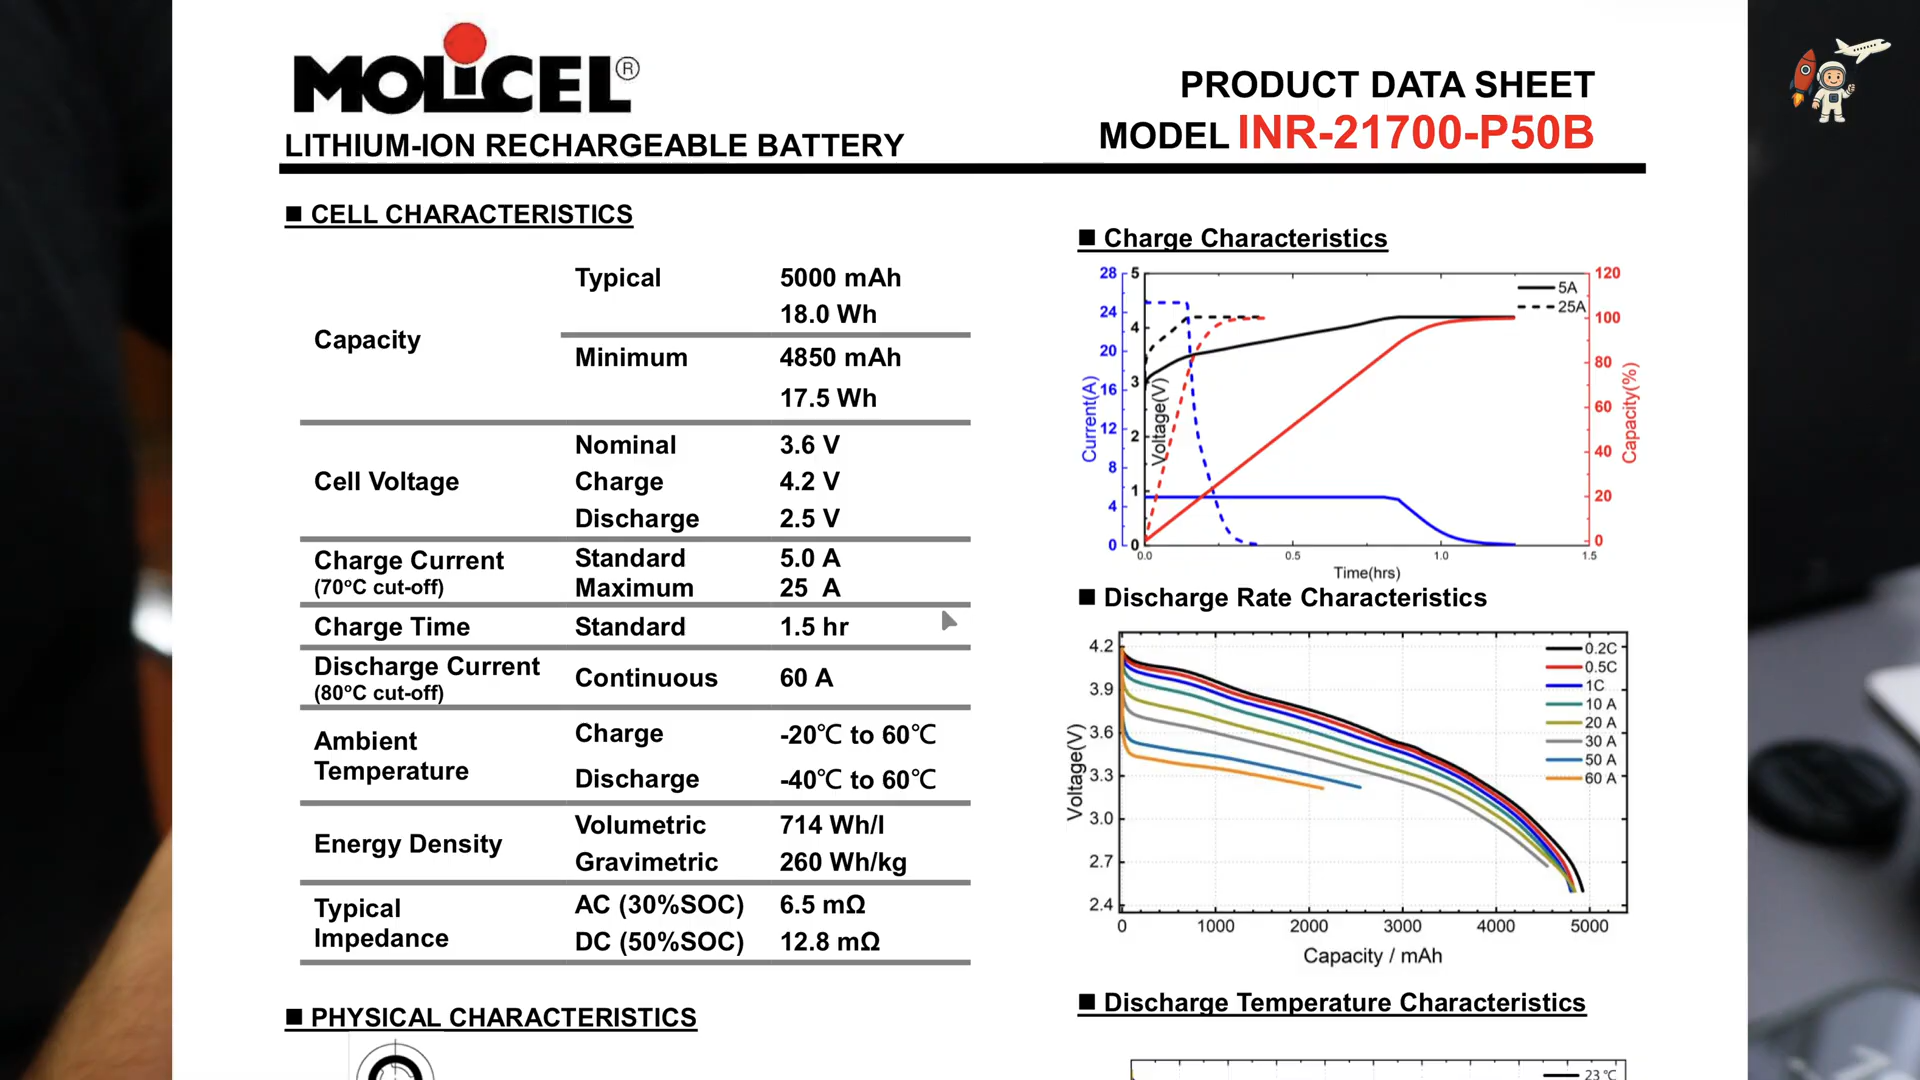 MOLiCEL®
LITHIUM-ION RECHARGEABLE BATTERY
PRODUCT DATA SHEET
MODEL INR-21700-P50B
■ CELL CHARACTERISTICS
Capacity
Typical 5000 mAh
18.0 Wh
Minimum 4850 mAh
17.5 Wh
Cell Voltage
Nominal 3.6 V
Charge 4.2 V
Discharge 2.5 V
Charge Current
(70ºC cut-off)
Standard 5.0 A
Maximum 25 A
Charge Time Standard 1.5 hr
Discharge Current
(80ºC cut-off)
Continuous 60 A
Ambient
Temperature
Charge -20℃ to 60℃
Discharge -40℃ to 60℃
Energy Density
Volumetric 714 Wh/l
Gravimetric 260 Wh/kg
Typical
Impedance
AC (30%SOC) 6.5 mΩ
DC (50%SOC) 12.8 mΩ
■ PHYSICAL CHARACTERISTICS
■ Charge Characteristics
28
24
20
16
12
8
4
0
Current(A)
5
4
3
2
1
0
Voltage(V)
120
100
80
60
40
20
0
Capacity(%)
5A
25A
0.0 0.5 1.0 1.5
Time(hrs)
■ Discharge Rate Characteristics
4.2
3.9
3.6
3.3
3.0
2.7
2.4
Voltage(V)
0.2C
0.5C
1C
10 A
20 A
30 A
50 A
60 A
0 1000 2000 3000 4000 5000
Capacity / mAh
■ Discharge Temperature Characteristics
23 ℃